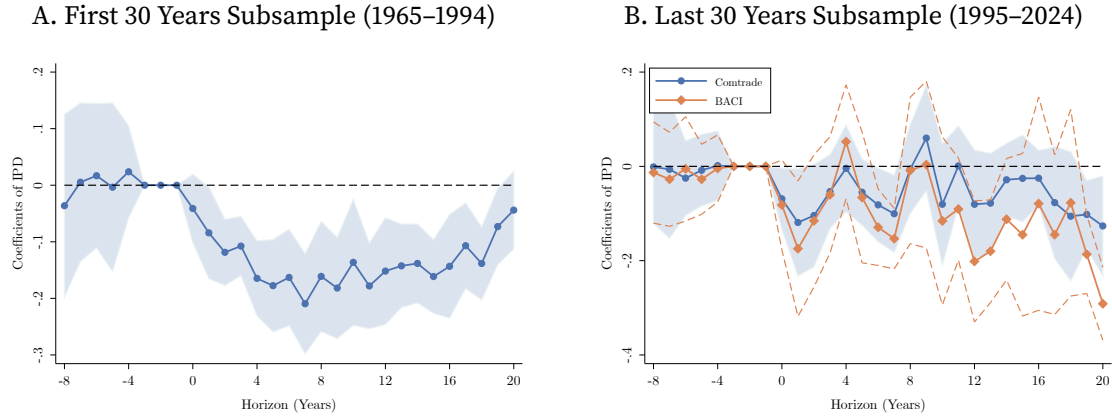 A. First 30 Years Subsample (1965–1994)
.2
.1
0
-.1
-.2
-.3
Coefficients of IPD
-8 -4 0 4 8 12 16 20
Horizon (Years)
B. Last 30 Years Subsample (1995–2024)
Comtrade
BACI
.2
0
-.2
-.4
Coefficients of IPD
-8 -4 0 4 8 12 16 20
Horizon (Years)